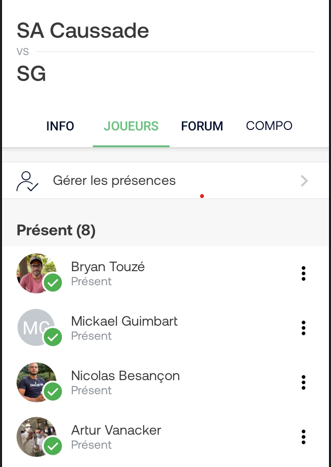 SA Caussade
VS
SG
INFO JOUEURS FORUM COMPO
Gérer les présences
Présent (8)
Bryan Touzé
Présent
MG
Mickael Guimbart
Présent
Nicolas Besançon
Présent
Artur Vanacker
Présent